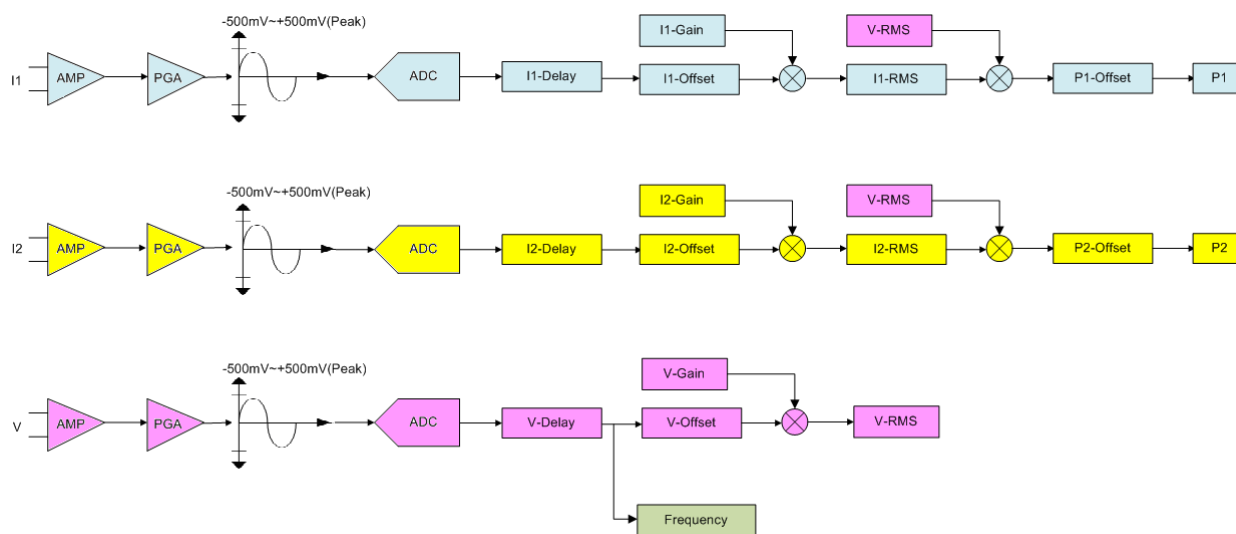 -500mV~+500mV(Peak)
I1-Gain
V-RMS
I1
AMP
PGA
ADC
I1-Delay
I1-Offset
I1-RMS
P1-Offset
P1
-500mV~+500mV(Peak)
I2-Gain
V-RMS
I2
AMP
PGA
ADC
I2-Delay
I2-Offset
I2-RMS
P2-Offset
P2
-500mV~+500mV(Peak)
V-Gain
V
AMP
PGA
ADC
V-Delay
V-Offset
V-RMS
Frequency